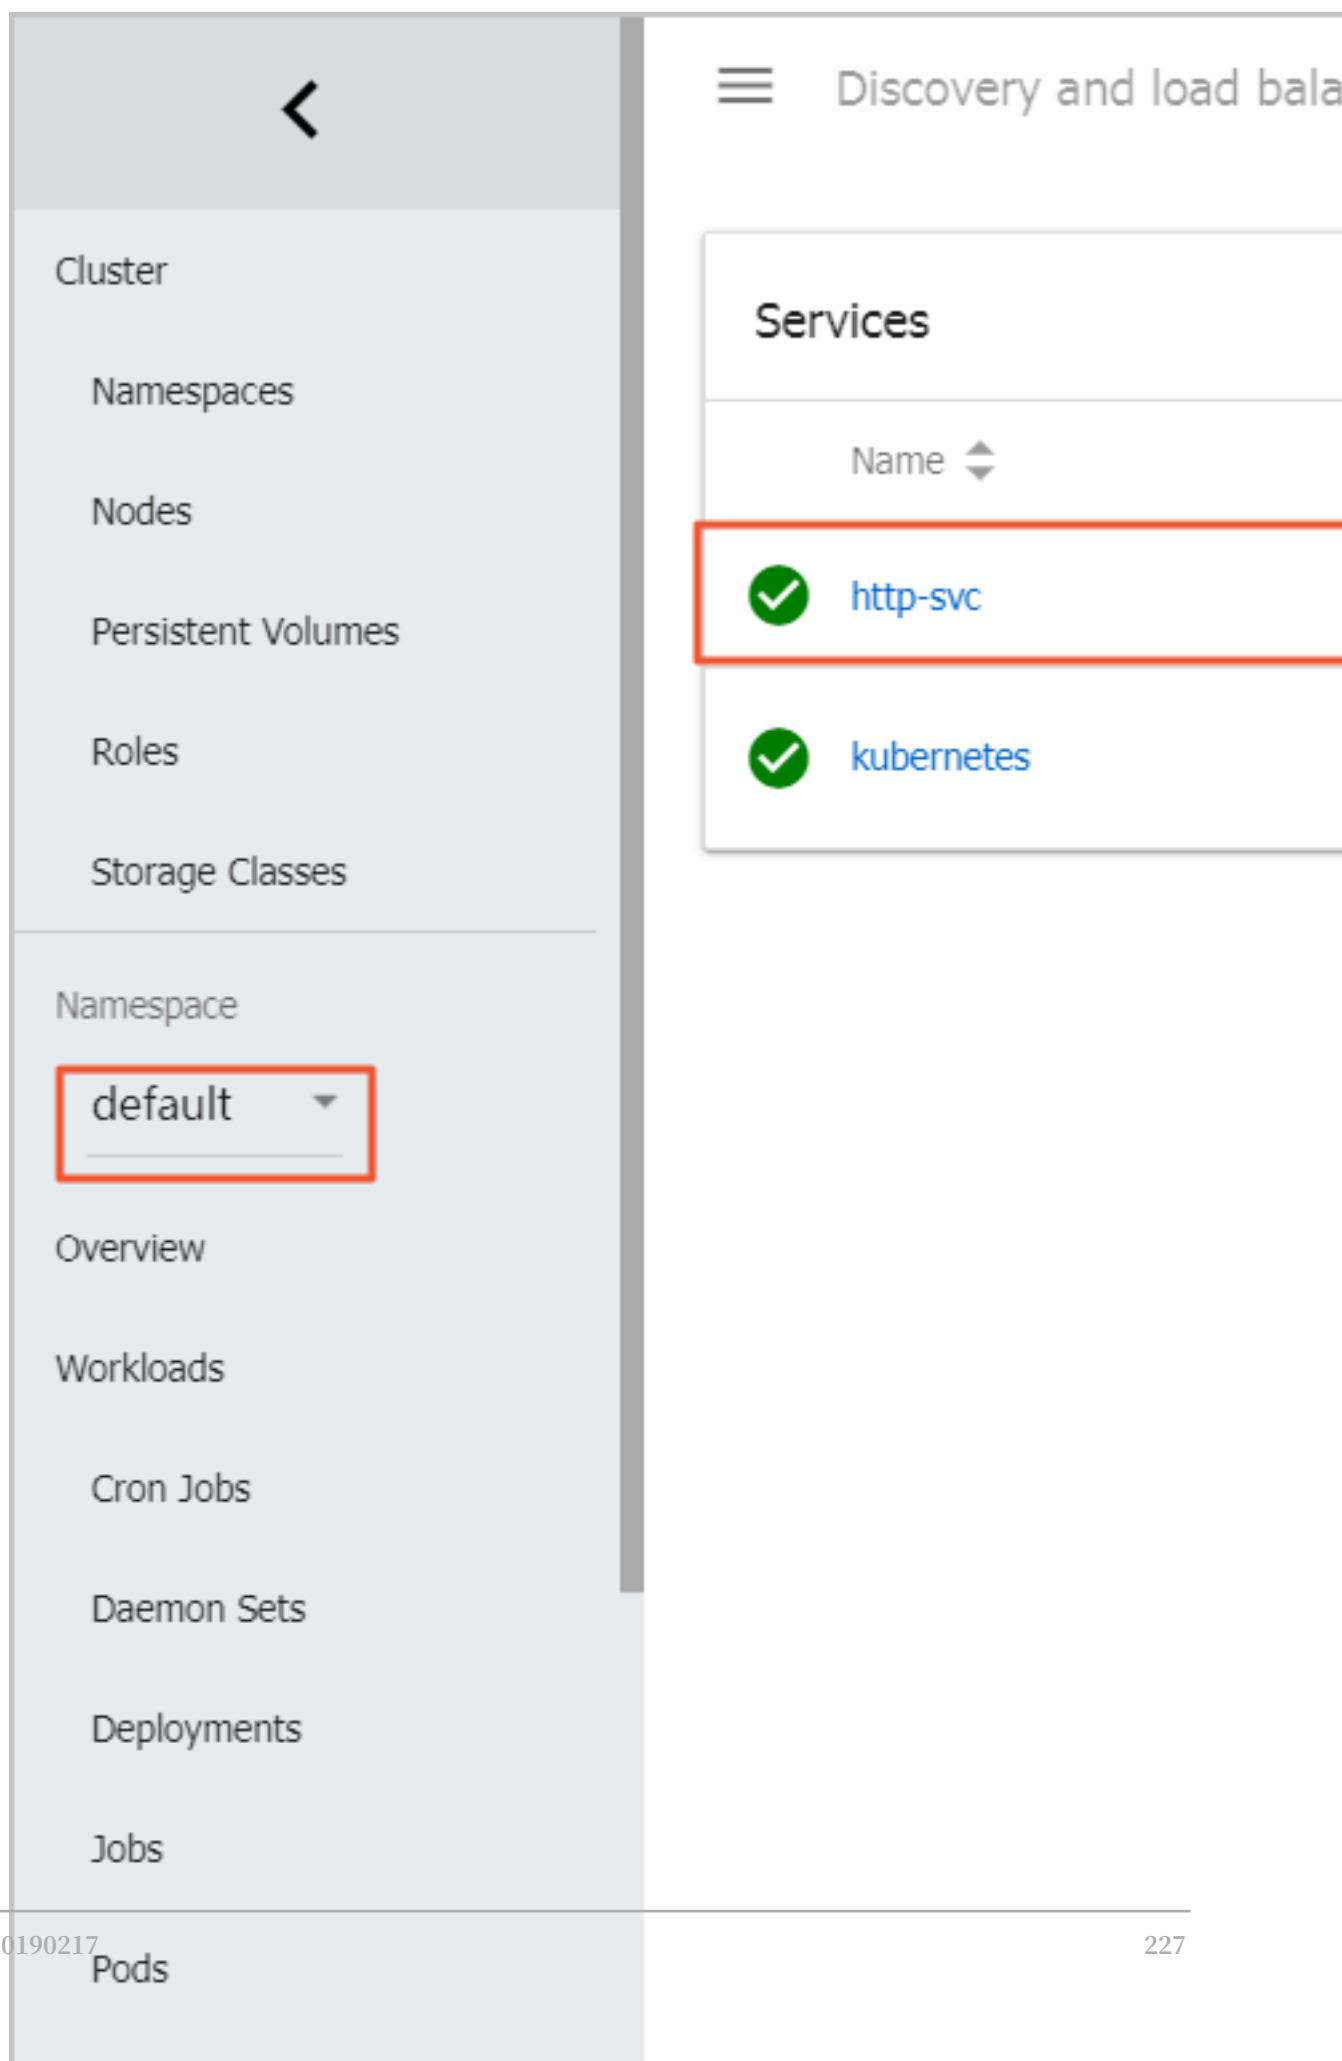 Discovery and load bala
Cluster
Namespaces
Nodes
Persistent Volumes
Roles
Storage Classes
Namespace
default
Overview
Workloads
Cron Jobs
Daemon Sets
Deployments
Jobs
Pods
Services
Name
http-svc
kubernetes
0190217
227